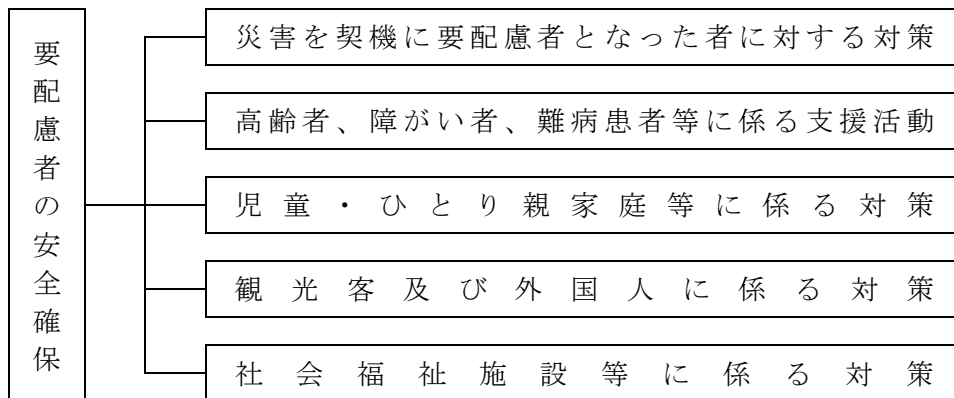 要配慮者の安全確保
災害を契機に要配慮者となった者に対する対策
高齢者、障がい者、難病患者等に係る支援活動
児童・ひとり親家庭等に係る対策
観光客及び外国人に係る対策
社会福祉施設等に係る対策